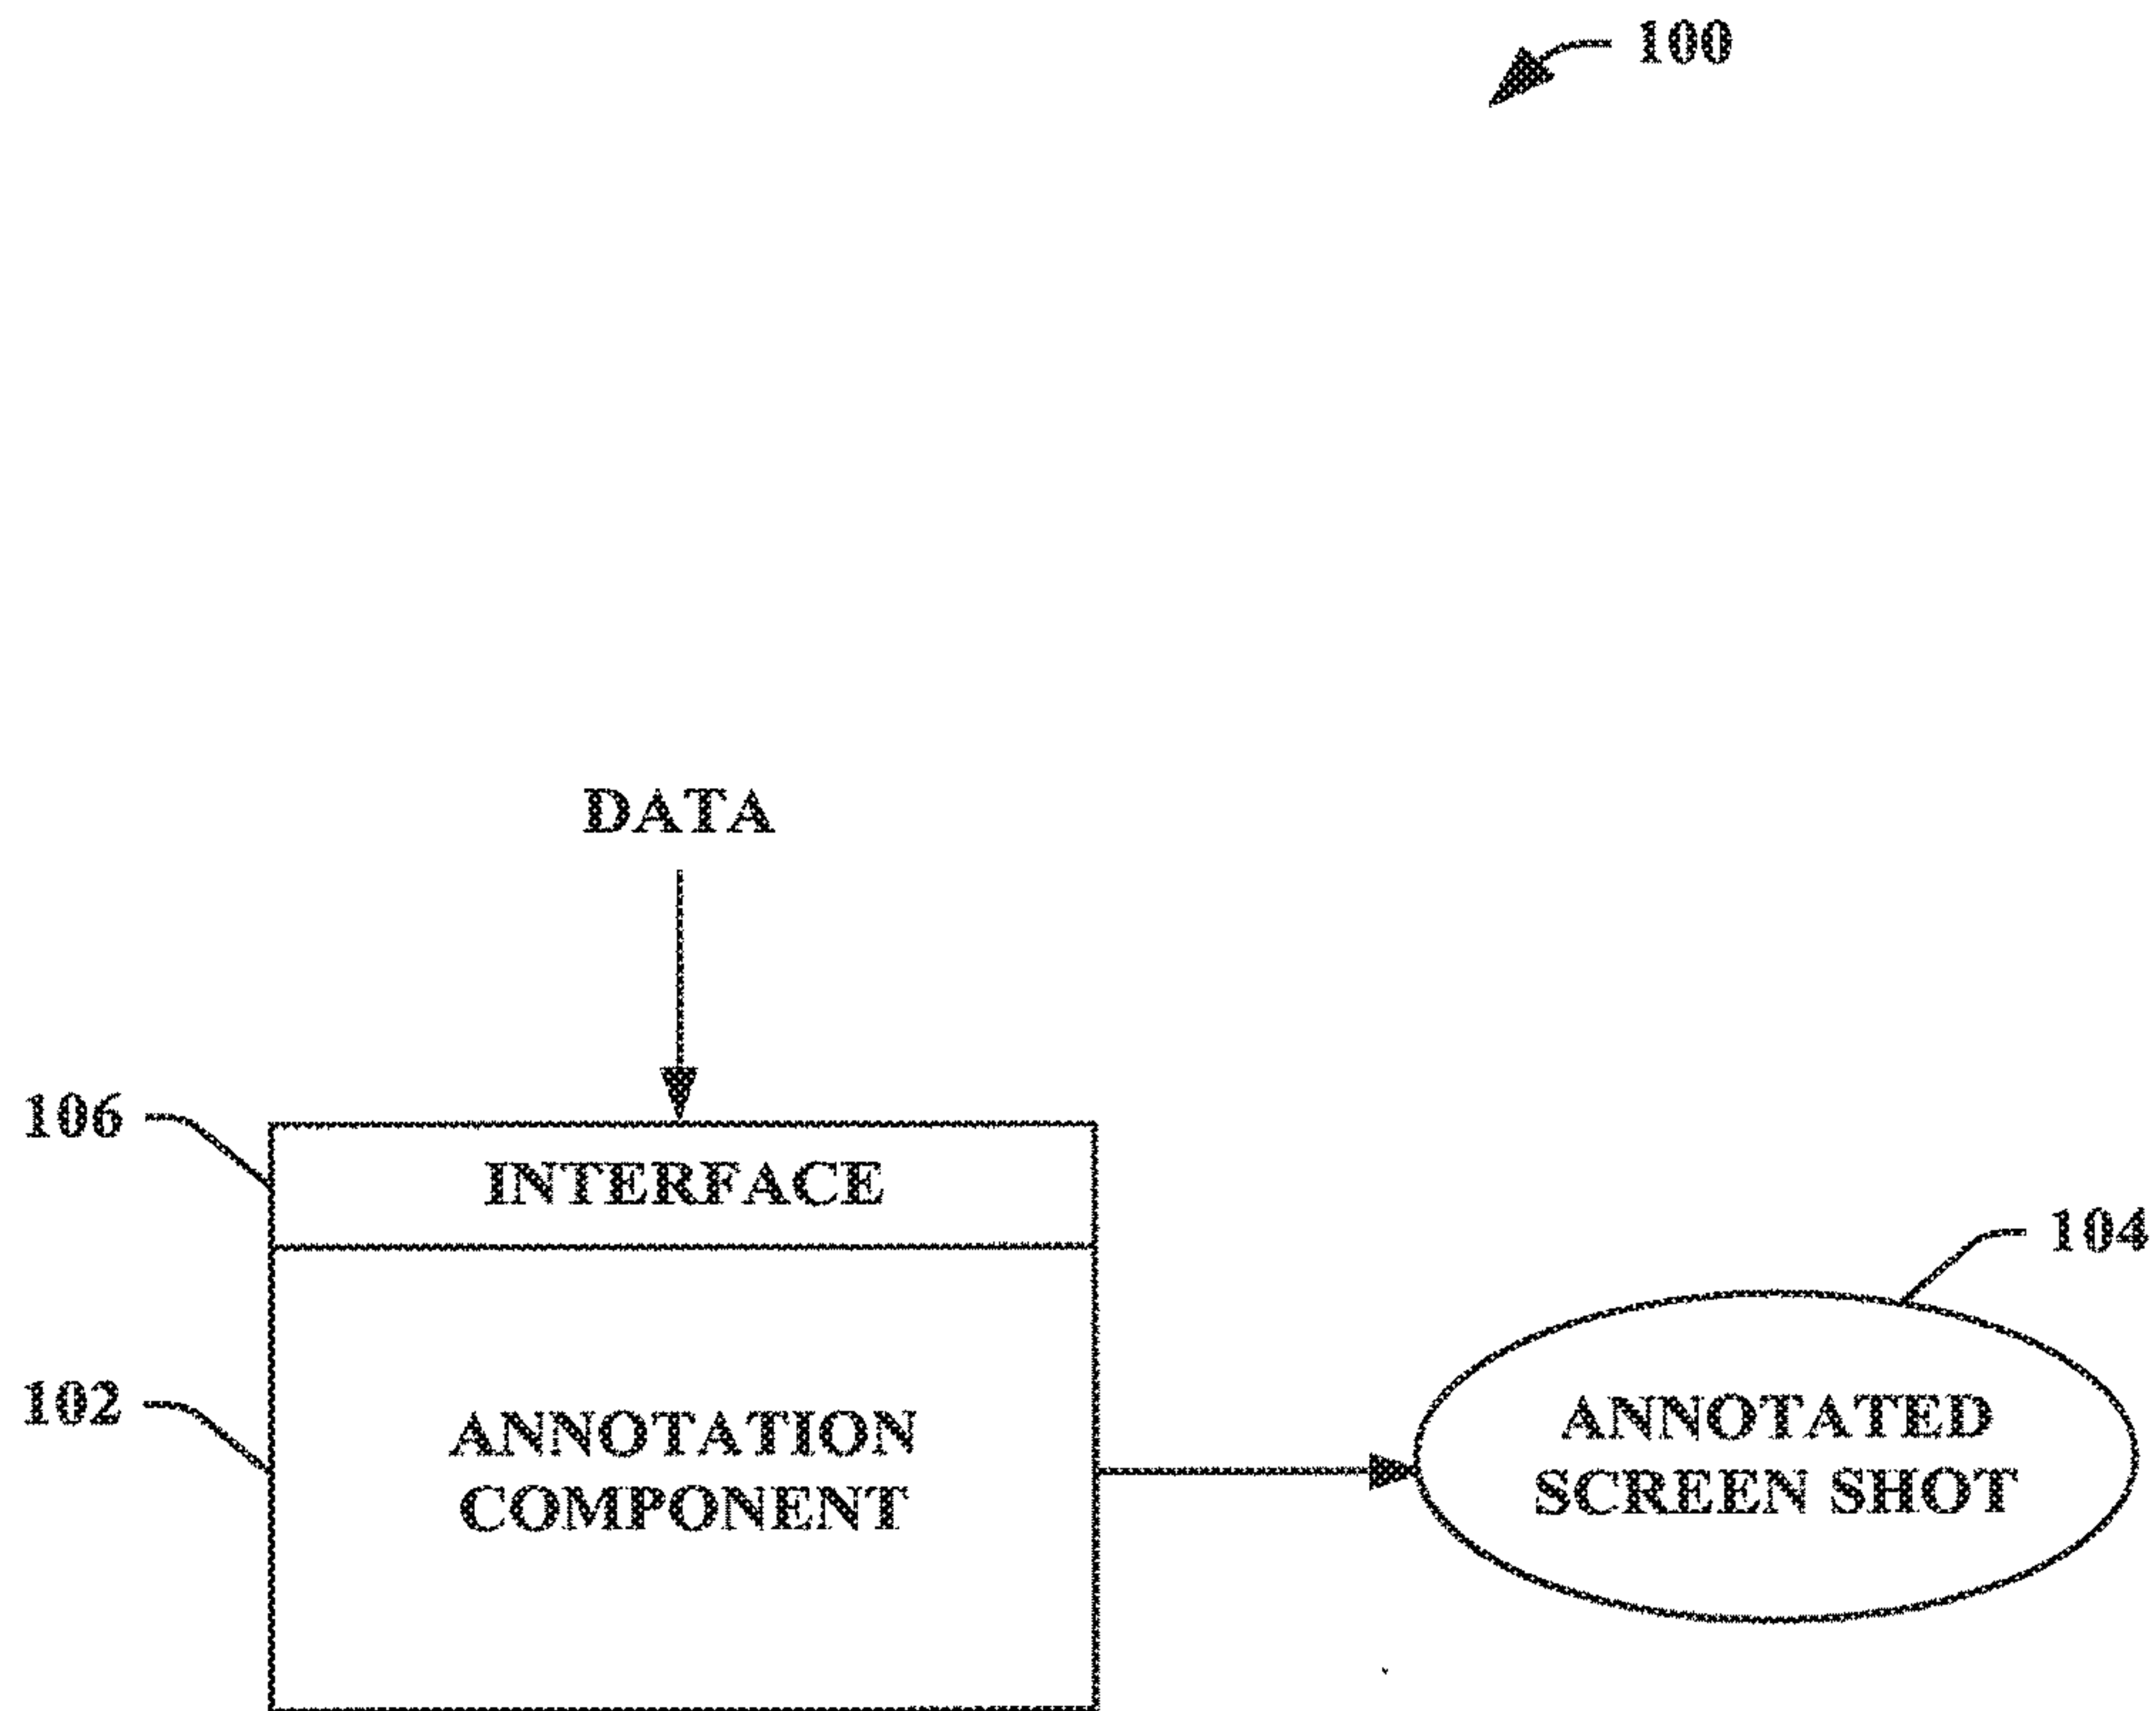 100
DATA
106
INTERFACE
104
102
ANNOTATION
COMPONENT
ANNOTATED
SCREEN SHOT